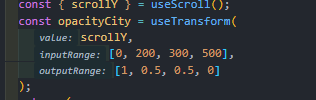 const { scrollY } = useScroll();
const opacityCity = useTransform(
value: scrollY,
inputRange: [0, 200, 300, 500],
outputRange: [1, 0.5, 0.5, 0]
);